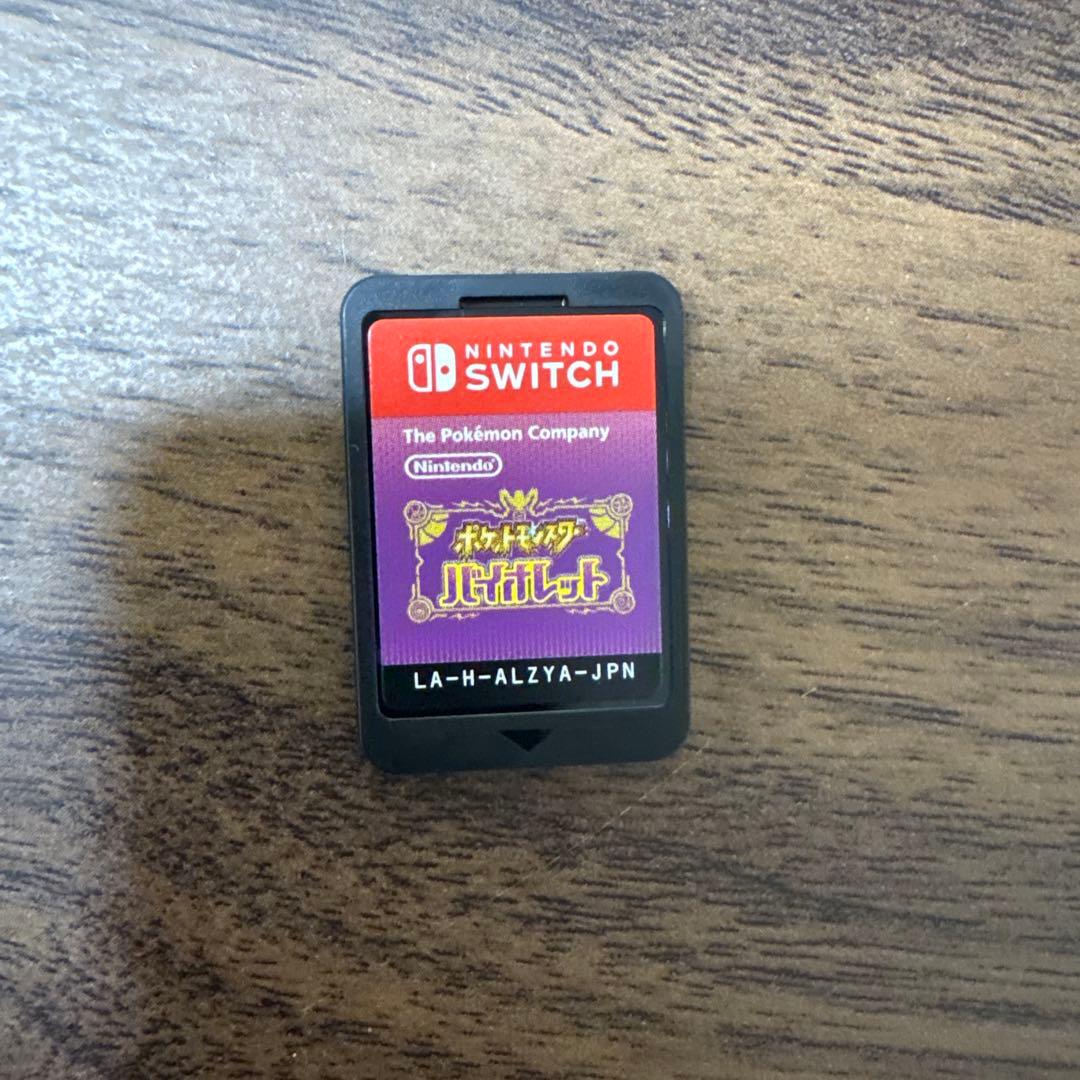 NINTENDO
SWITCH
The Pokémon Company
Nintendo
ポケットモンスター
バイオレット
LA-H-ALZYA-JPN